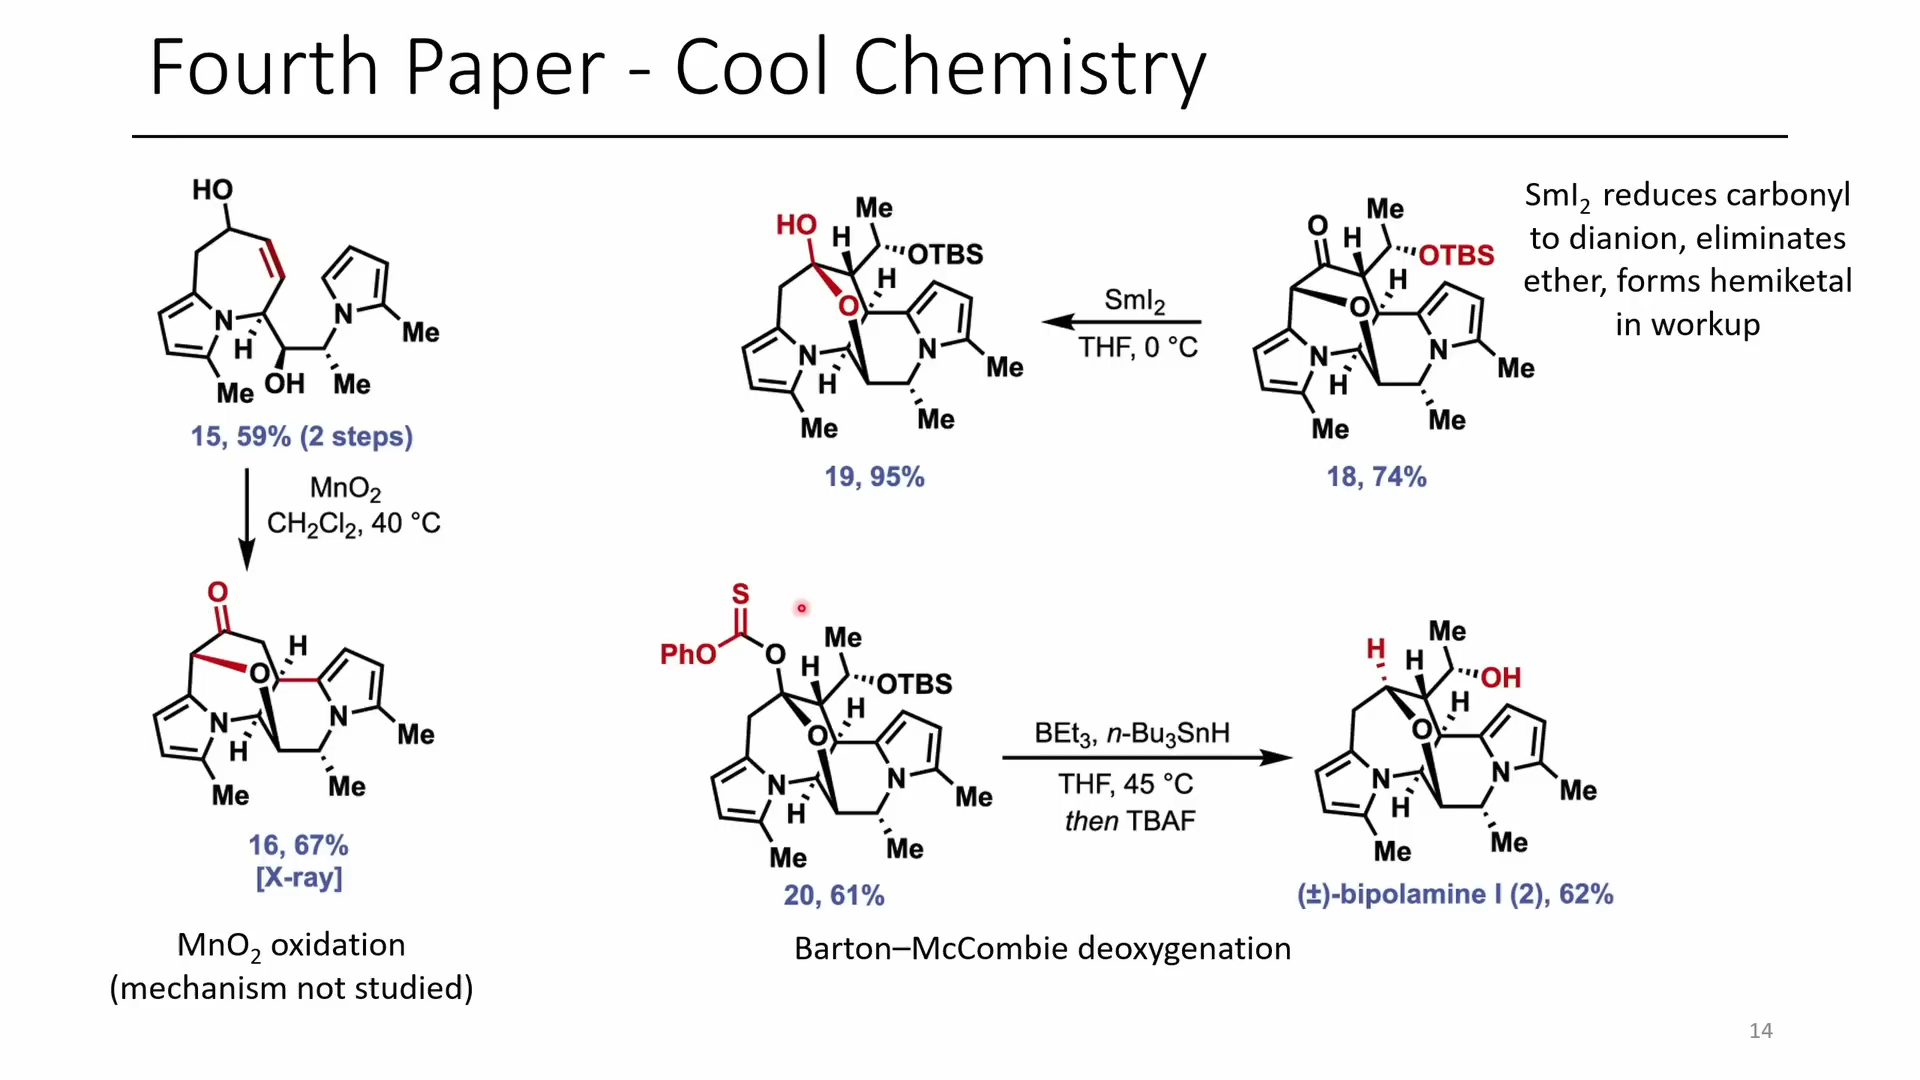 Fourth Paper - Cool Chemistry
HO
N
H
OH
Me
N
Me
Me
15, 59% (2 steps)
MnO2
CH2Cl2, 40 °C
O
H
O
N
H
Me
N
Me
Me
16, 67%
[X-ray]
MnO2 oxidation
(mechanism not studied)
HO
H
Me
OTBS
H
O
N
H
Me
N
Me
Me
19, 95%
SmI2
THF, 0 °C
O
H
Me
OTBS
H
O
N
H
Me
N
Me
Me
18, 74%
SmI2 reduces carbonyl
to dianion, eliminates
ether, forms hemiketal
in workup
S
PhO
O
H
Me
OTBS
H
O
N
H
Me
N
Me
Me
20, 61%
BEt3, n-Bu3SnH
THF, 45 °C
then TBAF
H
H
Me
OH
H
O
N
H
Me
N
Me
Me
(±)-bipolamine I (2), 62%
Barton–McCombie deoxygenation
14